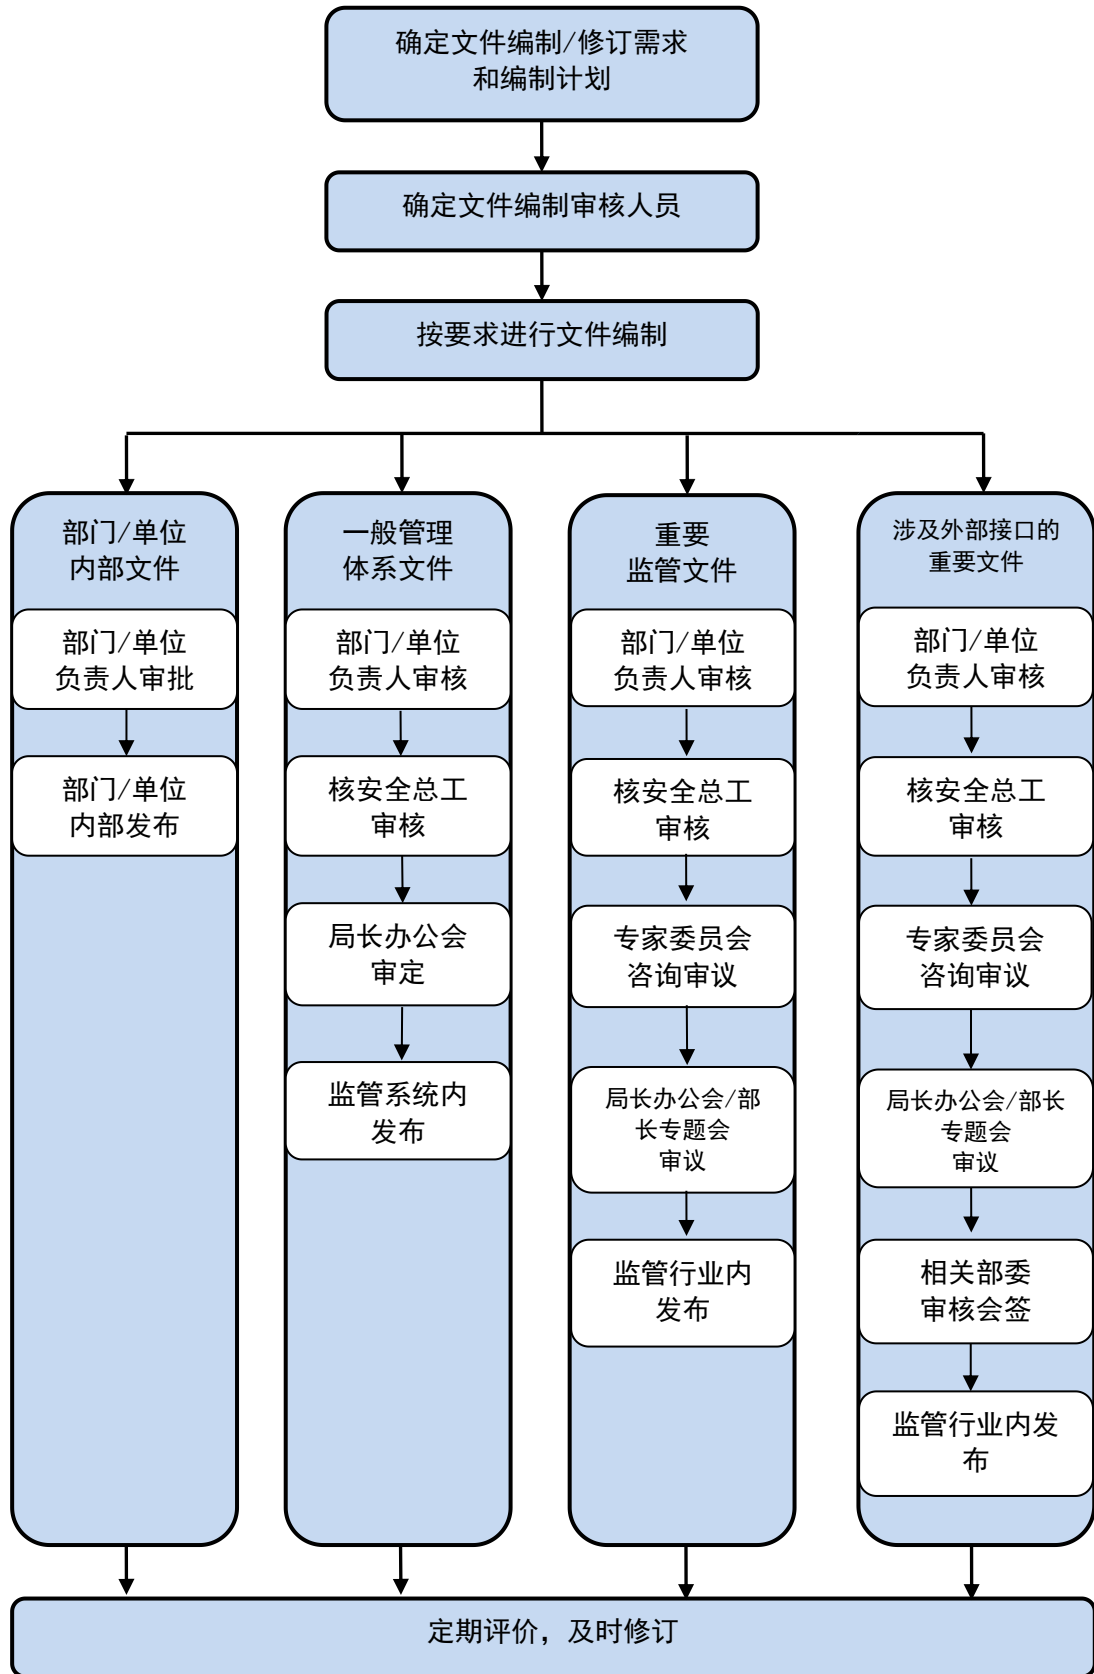 确定文件编制/修订需求
和编制计划
确定文件编制审核人员
按要求进行文件编制
部门/单位
内部文件
部门/单位
负责人审批
部门/单位
内部发布
一般管理
体系文件
部门/单位
负责人审核
核安全总工
审核
局长办公会
审定
监管系统内
发布
重要
监管文件
部门/单位
负责人审核
核安全总工
审核
专家委员会
咨询审议
局长办公会/部
长专题会
审议
监管行业内
发布
涉及外部接口的
重要文件
部门/单位
负责人审核
核安全总工
审核
专家委员会
咨询审议
局长办公会/部长
专题会
审议
相关部委
审核会签
监管行业内发
布
定期评价，及时修订